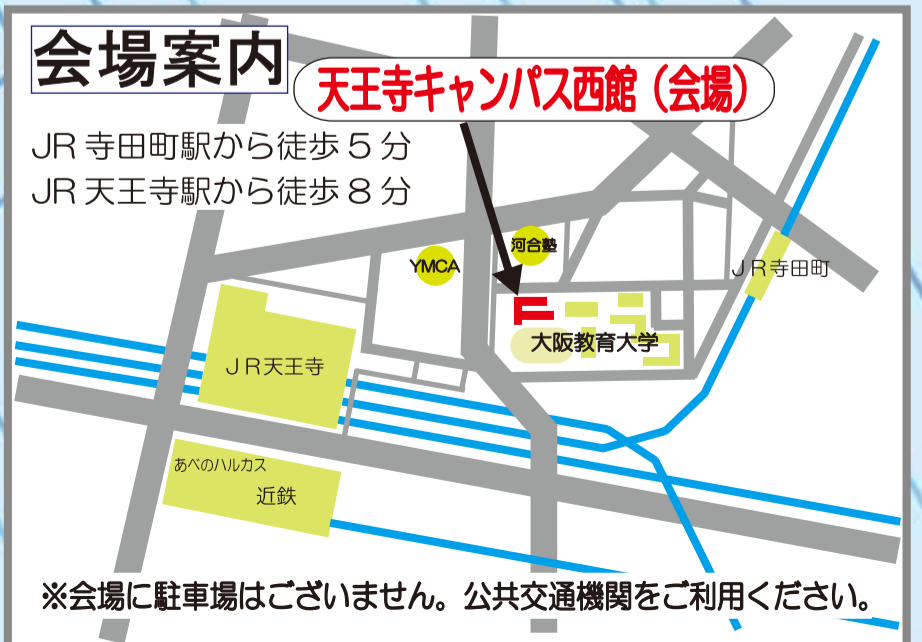 会場案内
天王寺キャンパス西館（会場）
JR 寺田町駅から徒歩 5 分
JR 天王寺駅から徒歩 8 分
河合塾
YMCA
ＪＲ寺田町
大阪教育大学
ＪＲ天王寺
あべのハルカス
近鉄
※会場に駐車場はございません。公共交通機関をご利用ください。